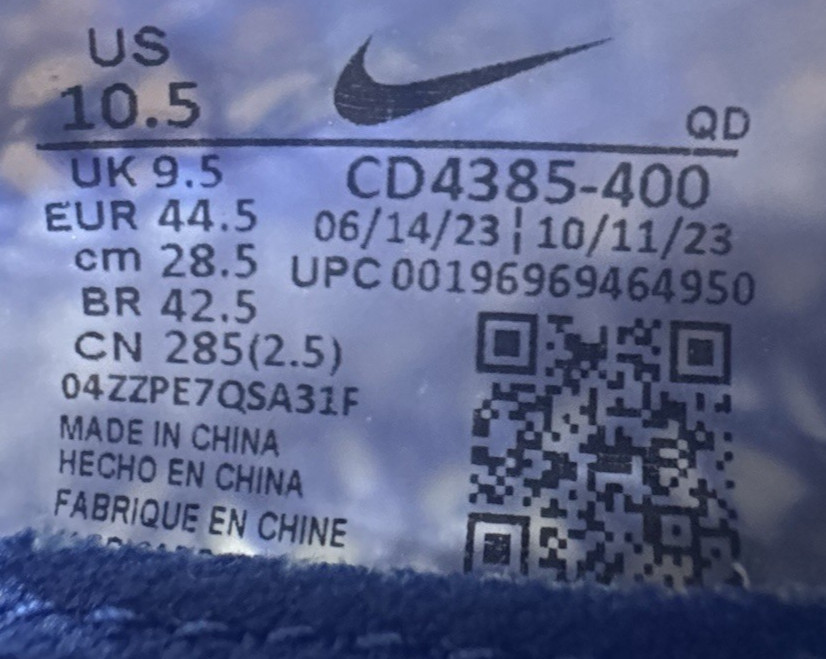 US
10.5
QD
UK 9.5
CD4385-400
EUR 44.5
06/14/23 | 10/11/23
cm 28.5
UPC 00196969464950
BR 42.5
CN 285(2.5)
04ZZPE7QSA31F
MADE IN CHINA
HECHO EN CHINA
FABRIQUE EN CHINE